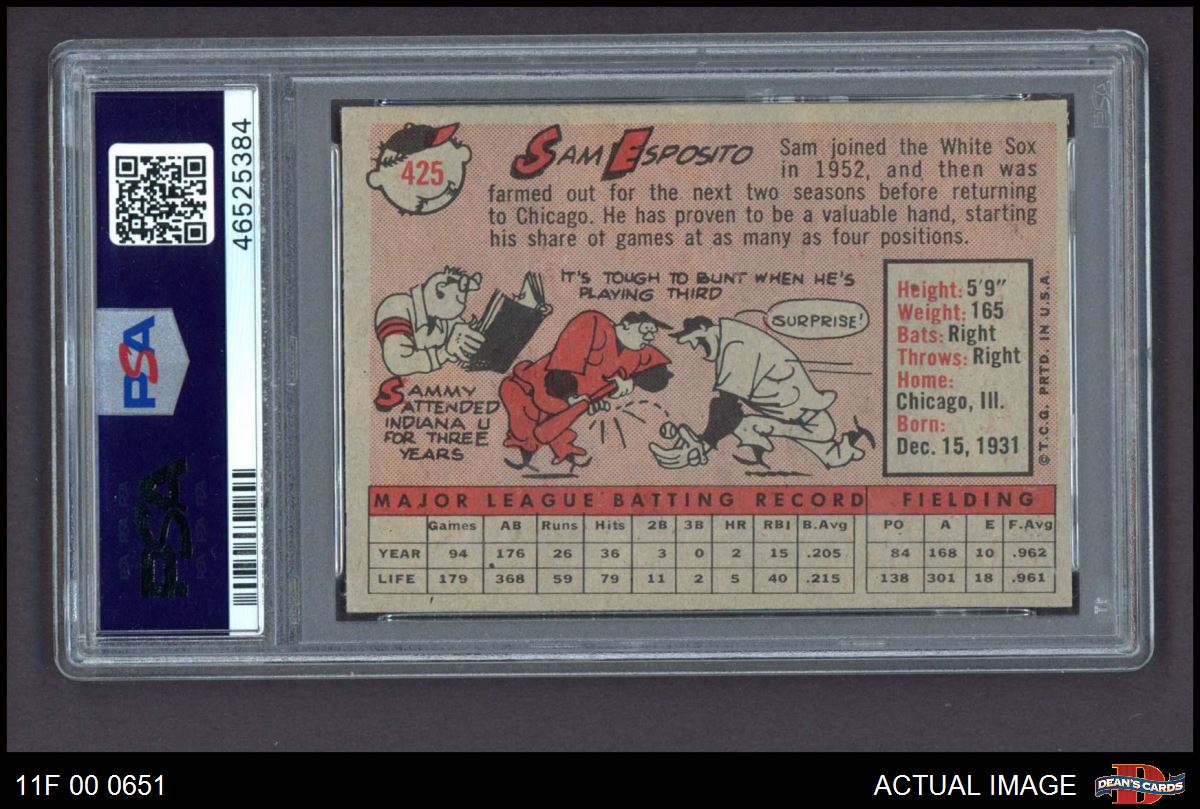 46525384
PSA
PSA
425
SAM ESPOSITO
Sam joined the White Sox
in 1952, and then was
farmed out for the next two seasons before returning
to Chicago. He has proven to be a valuable hand, starting
his share of games at as many as four positions.
IT'S TOUGH TO BUNT WHEN HE'S
PLAYING THIRD
SURPRISE!
SAMMY
ATTENDED
INDIANA U
FOR THREE
YEARS
Height: 5'9"
Weight: 165
Bats: Right
Throws: Right
Home:
Chicago, Ill.
Born:
Dec. 15, 1931
© T.C.G. PRTD. IN U.S.A.
MAJOR LEAGUE BATTING RECORD FIELDING
Games AB Runs Hits 2B 3B HR RBI B.Avg PO A E F.Avg
YEAR 94 176 26 36 3 0 2 15 .205 84 168 10 .962
LIFE 179 368 59 79 11 2 5 40 .215 138 301 18 .961
11F 00 0651
ACTUAL IMAGE
DEAN'S CARDS